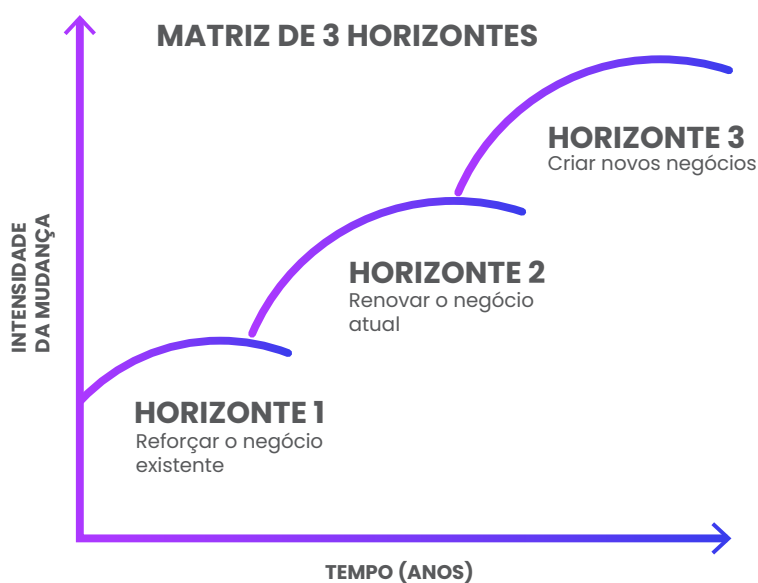 MATRIZ DE 3 HORIZONTES
HORIZONTE 3
Criar novos negócios
HORIZONTE 2
Renovar o negócio
atual
INTENSIDADE
DA MUDANÇA
HORIZONTE 1
Reforçar o negócio
existente
TEMPO (ANOS)